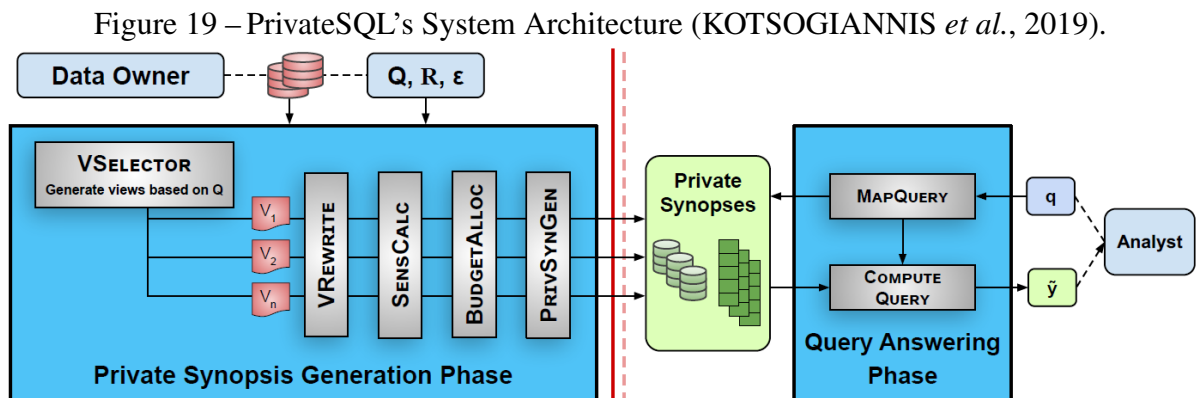 Figure 19 – PrivateSQL's System Architecture (KOTSOGIANNIS et al., 2019).
Data Owner
Q, R, ε
VSELECTOR
Generate views based on Q
V1
V2
Vn
VREWRITE
SENSCALC
BUDGETALLOC
PRIVSYNGEN
Private Synopsis Generation Phase
Private
Synopses
MAPQUERY
COMPUTE
QUERY
Query Answering
Phase
q
ỹ
Analyst